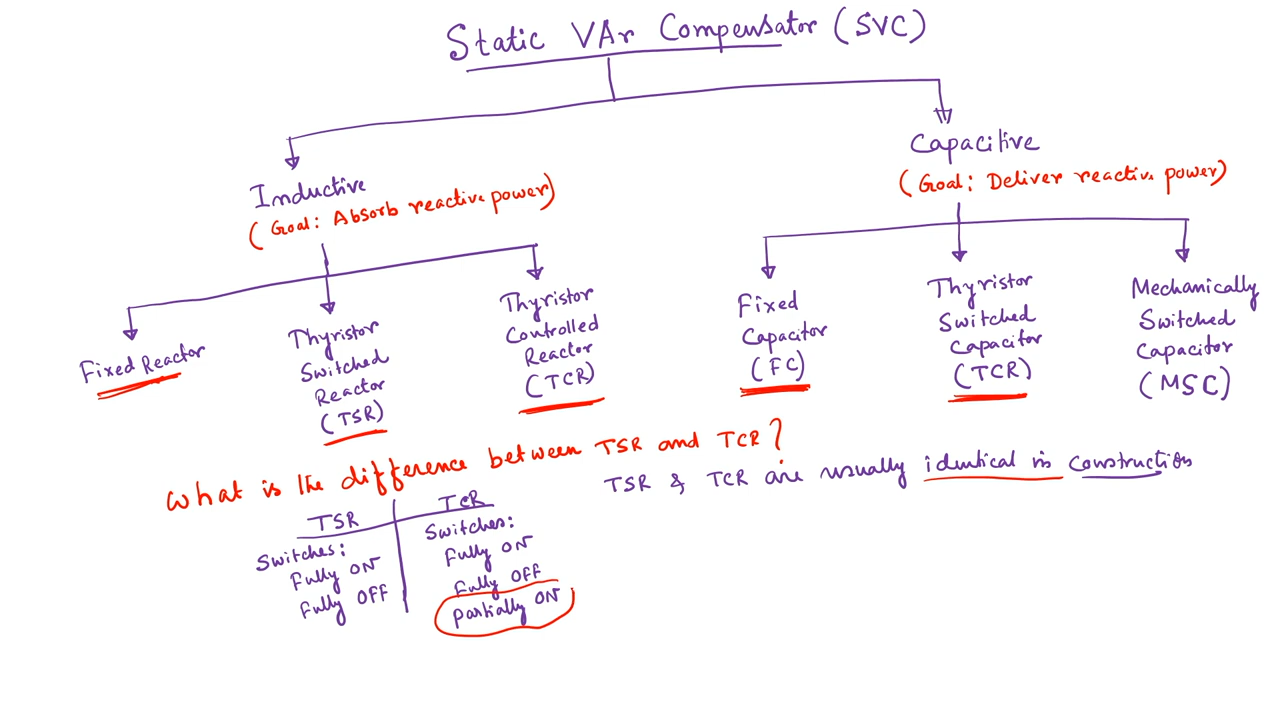 Static VAr Compensator (SVC)
Inductive
(Goal: Absorb reactive power)
Capacitive
(Goal: Deliver reactive power)
Fixed Reactor
Thyristor
Switched
Reactor
(TSR)
Thyristor
Controlled
Reactor
(TCR)
Fixed
Capacitor
(FC)
Thyristor
Switched
Capacitor
(TCR)
Mechanically
Switched
Capacitor
(MSC)
What is the difference between TSR and TCR?
TSR & TCR are usually identical in construction
TSR
Switches:
Fully ON
Fully OFF
TCR
Switches:
Fully ON
Fully OFF
Partially ON